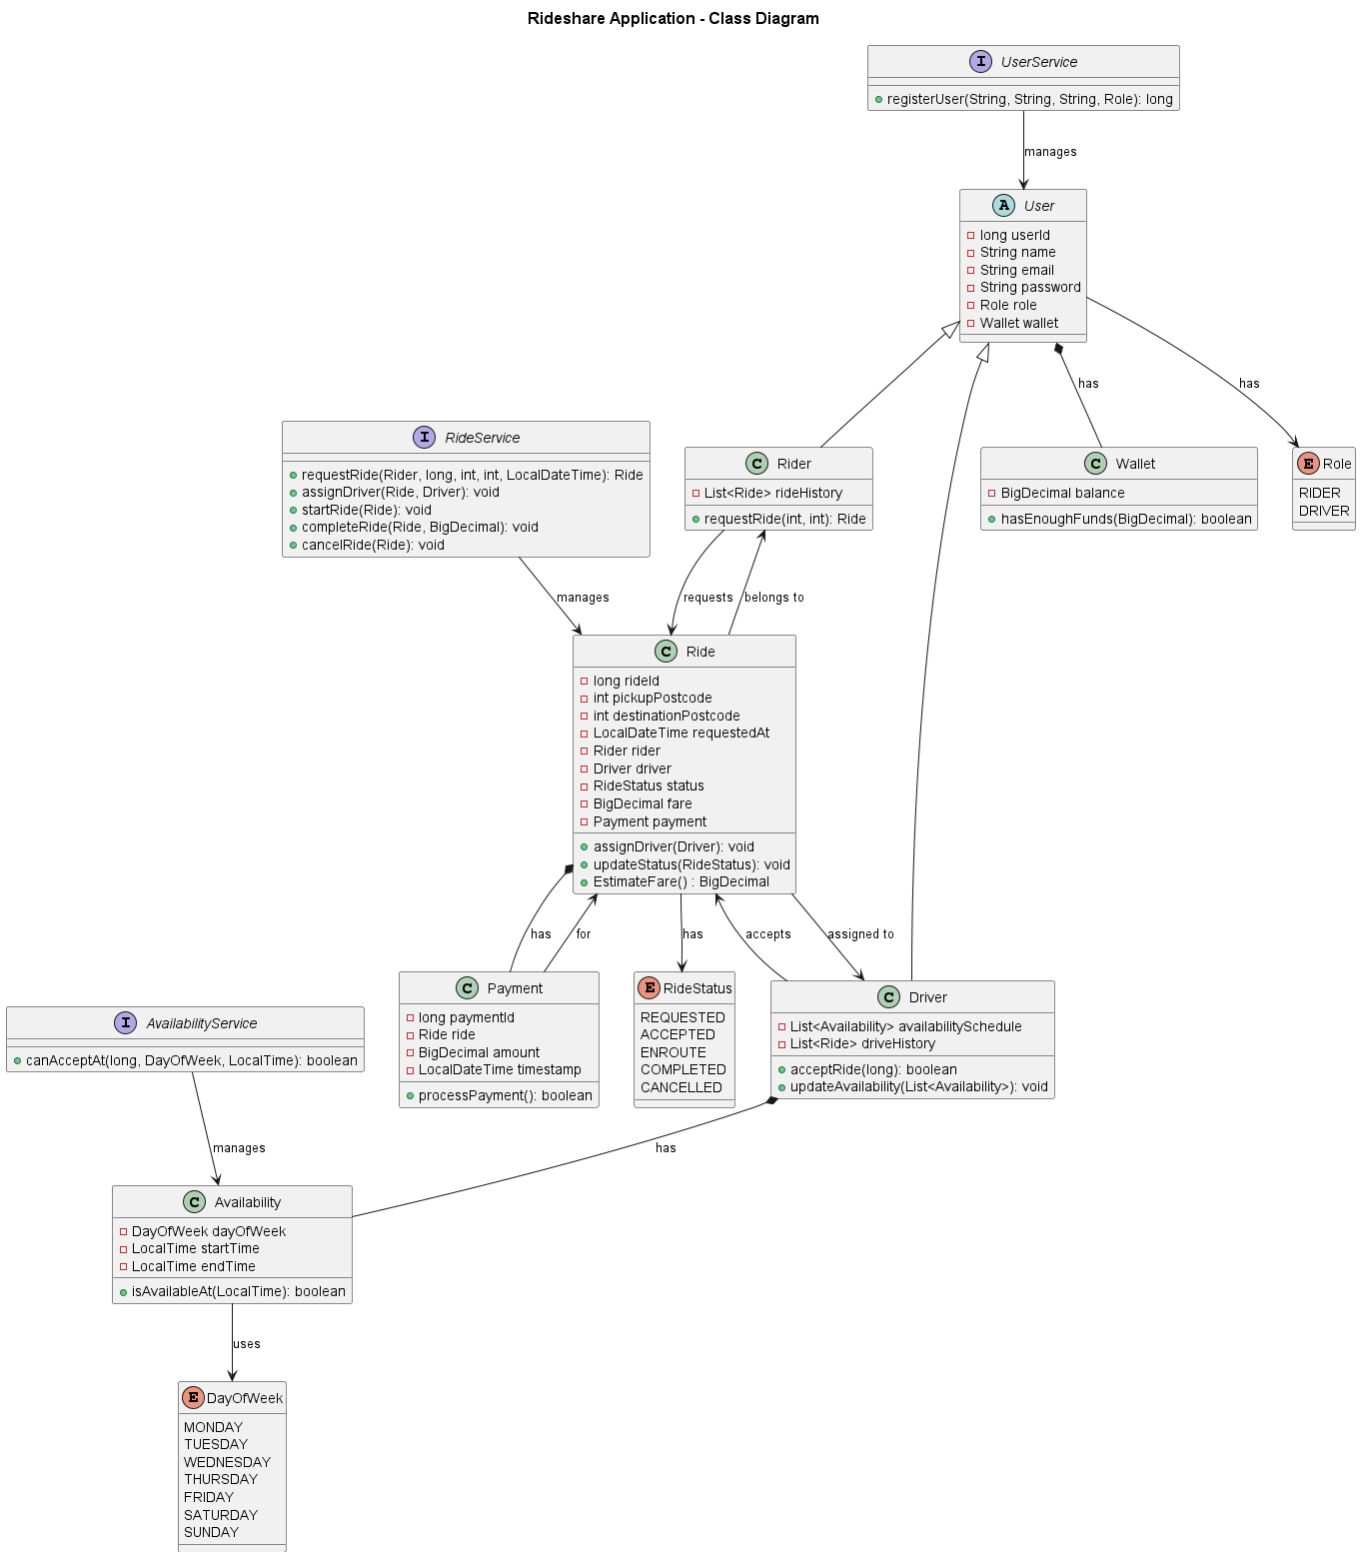 Rideshare Application - Class Diagram
I UserService
registerUser(String, String, String, Role): long
manages
A User
long userId
String name
String email
String password
Role role
Wallet wallet
has
has
I RideService
requestRide(Rider, long, int, int, LocalDateTime): Ride
assignDriver(Ride, Driver): void
startRide(Ride): void
completeRide(Ride, BigDecimal): void
cancelRide(Ride): void
C Rider
List<Ride> rideHistory
requestRide(int, int): Ride
C Wallet
BigDecimal balance
hasEnoughFunds(BigDecimal): boolean
E Role
RIDER
DRIVER
manages
requests
belongs to
C Ride
long rideId
int pickupPostcode
int destinationPostcode
LocalDateTime requestedAt
Rider rider
Driver driver
RideStatus status
BigDecimal fare
Payment payment
assignDriver(Driver): void
updateStatus(RideStatus): void
EstimateFare() : BigDecimal
has
for
has
accepts
assigned to
C Payment
long paymentId
Ride ride
BigDecimal amount
LocalDateTime timestamp
processPayment(): boolean
E RideStatus
REQUESTED
ACCEPTED
ENROUTE
COMPLETED
CANCELLED
C Driver
List<Availability> availabilitySchedule
List<Ride> driveHistory
acceptRide(long): boolean
updateAvailability(List<Availability>): void
I AvailabilityService
canAcceptAt(long, DayOfWeek, LocalTime): boolean
manages
has
C Availability
DayOfWeek dayOfWeek
LocalTime startTime
LocalTime endTime
isAvailableAt(LocalTime): boolean
uses
E DayOfWeek
MONDAY
TUESDAY
WEDNESDAY
THURSDAY
FRIDAY
SATURDAY
SUNDAY